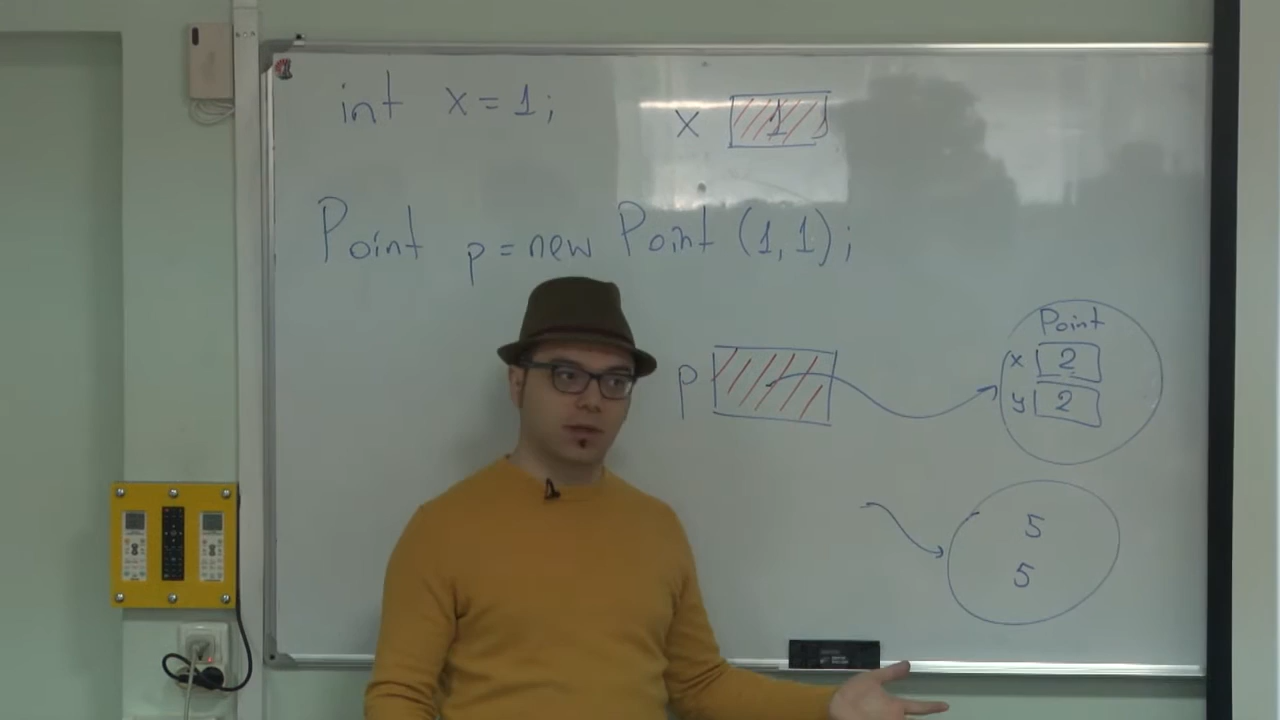 int x = 1;
x 1
Point p = new Point (1,1);
Point
x 2
y 2
p
5
5